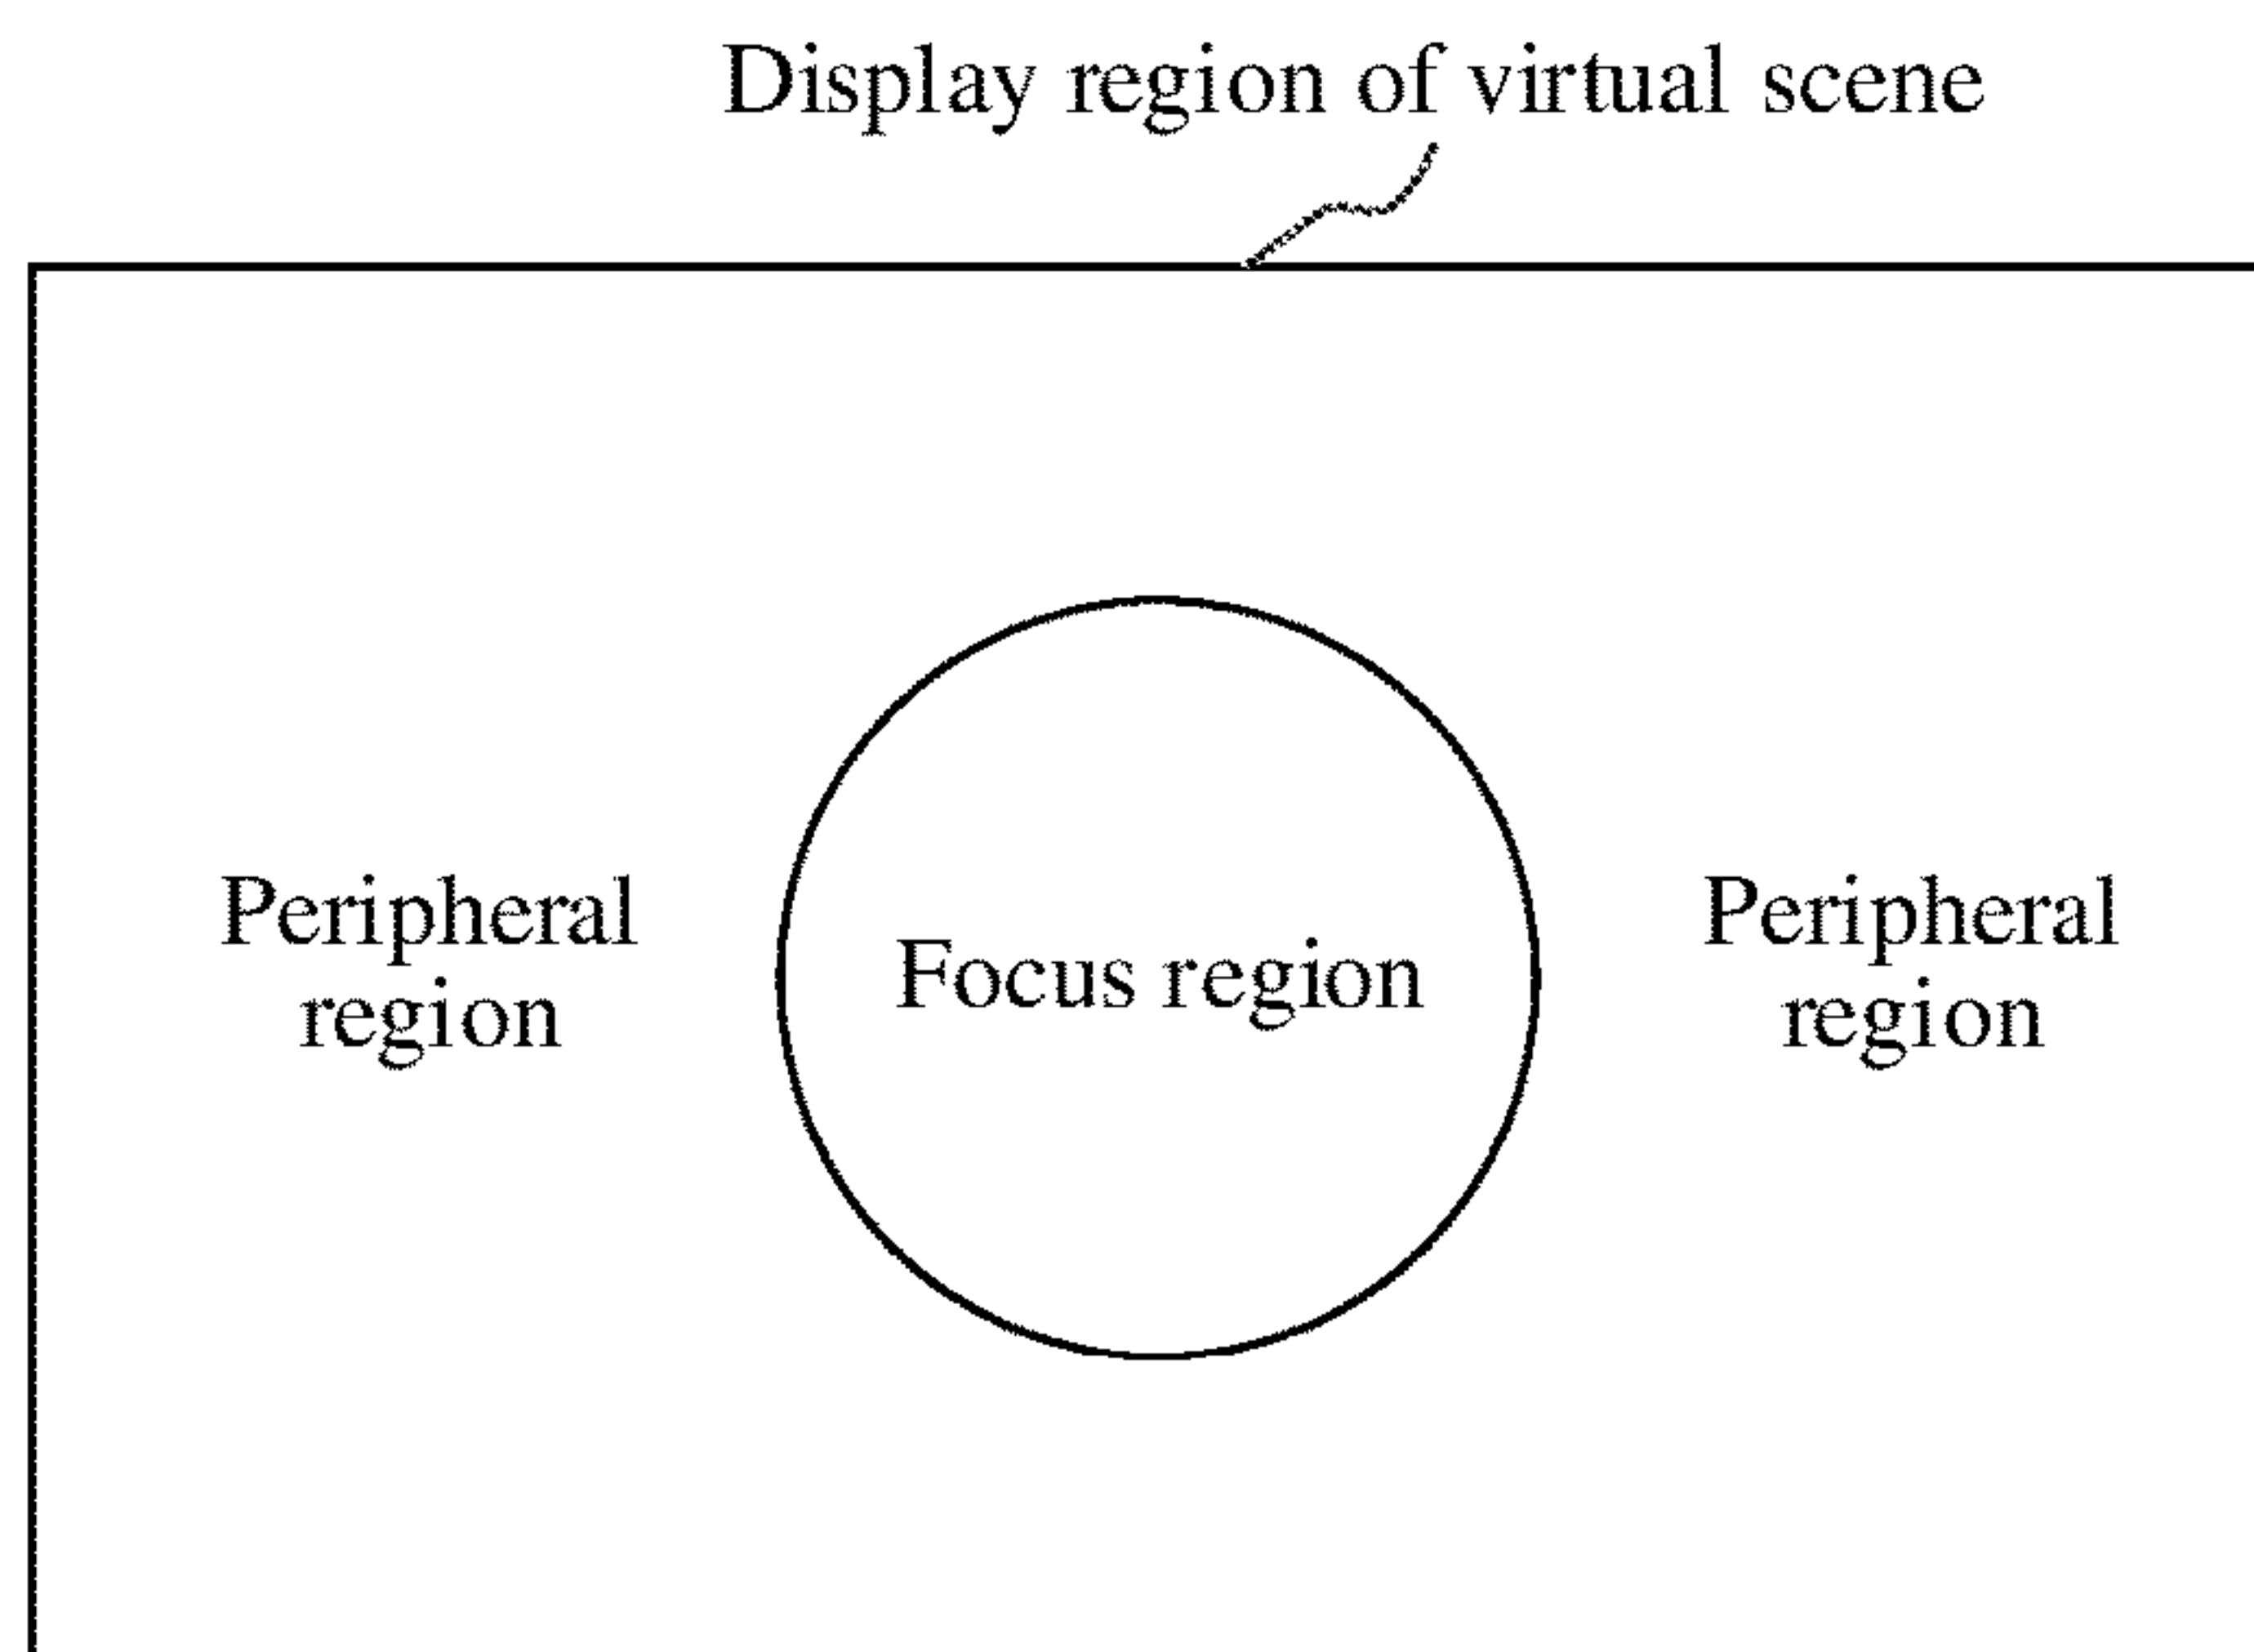 Display region of virtual scene
Peripheral
region
Focus region
Peripheral
region